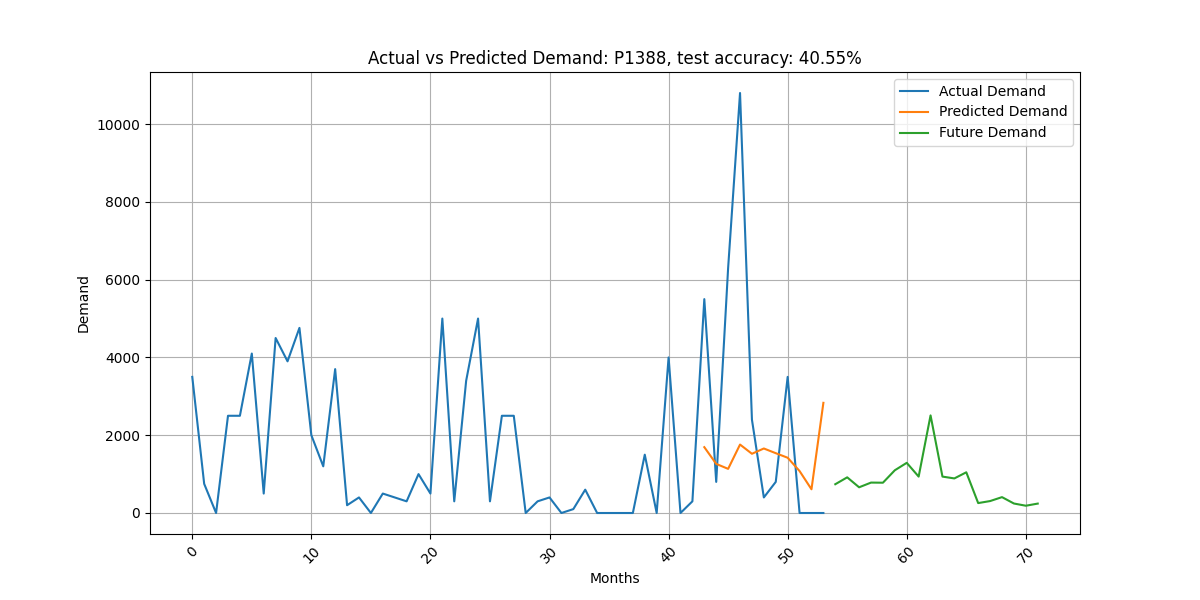 Actual vs Predicted Demand: P1388, test accuracy: 40.55%
Actual Demand
Predicted Demand
Future Demand
Demand
10000
8000
6000
4000
2000
0
0 10 20 30 40 50 60 70
Months